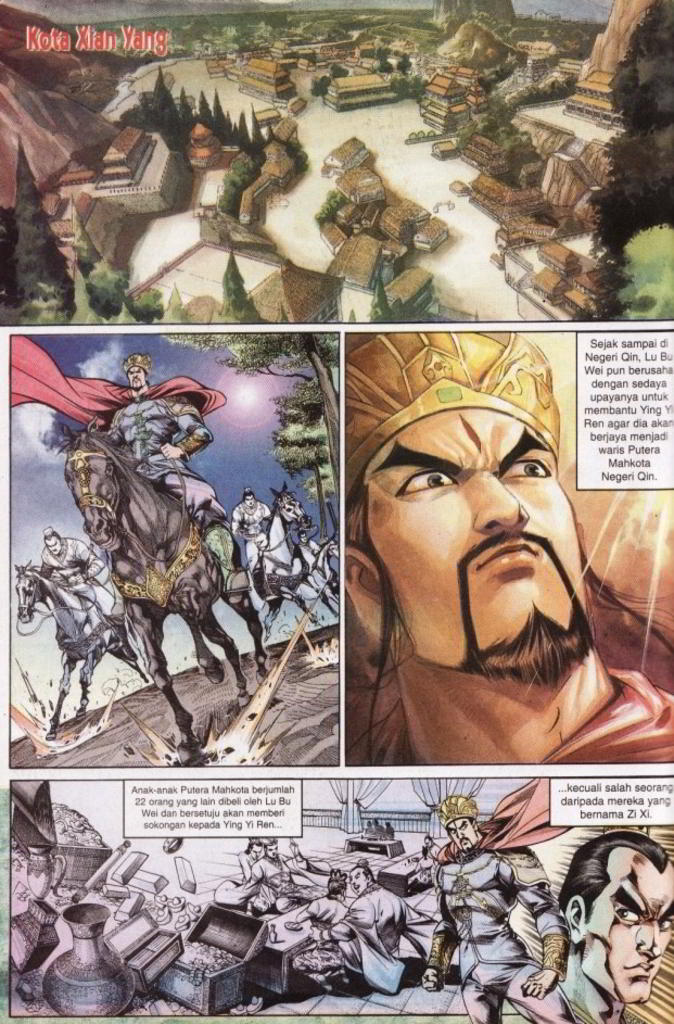 Kota Xian Yang
Sejak sampai di
Negeri Qin, Lu Bu
Wei pun berusaha
dengan sedaya
upayanya untuk
membantu Ying Yi
Ren agar dia akan
berjaya menjadi
waris Putera
Mahkota
Negeri Qin.
Anak-anak Putera Mahkota berjumlah
22 orang yang lain dibeli oleh Lu Bu
Wei dan bersetuju akan memberi
sokongan kepada Ying Yi Ren...
...kecuali salah seorang
daripada mereka yang
bernama Zi Xi.